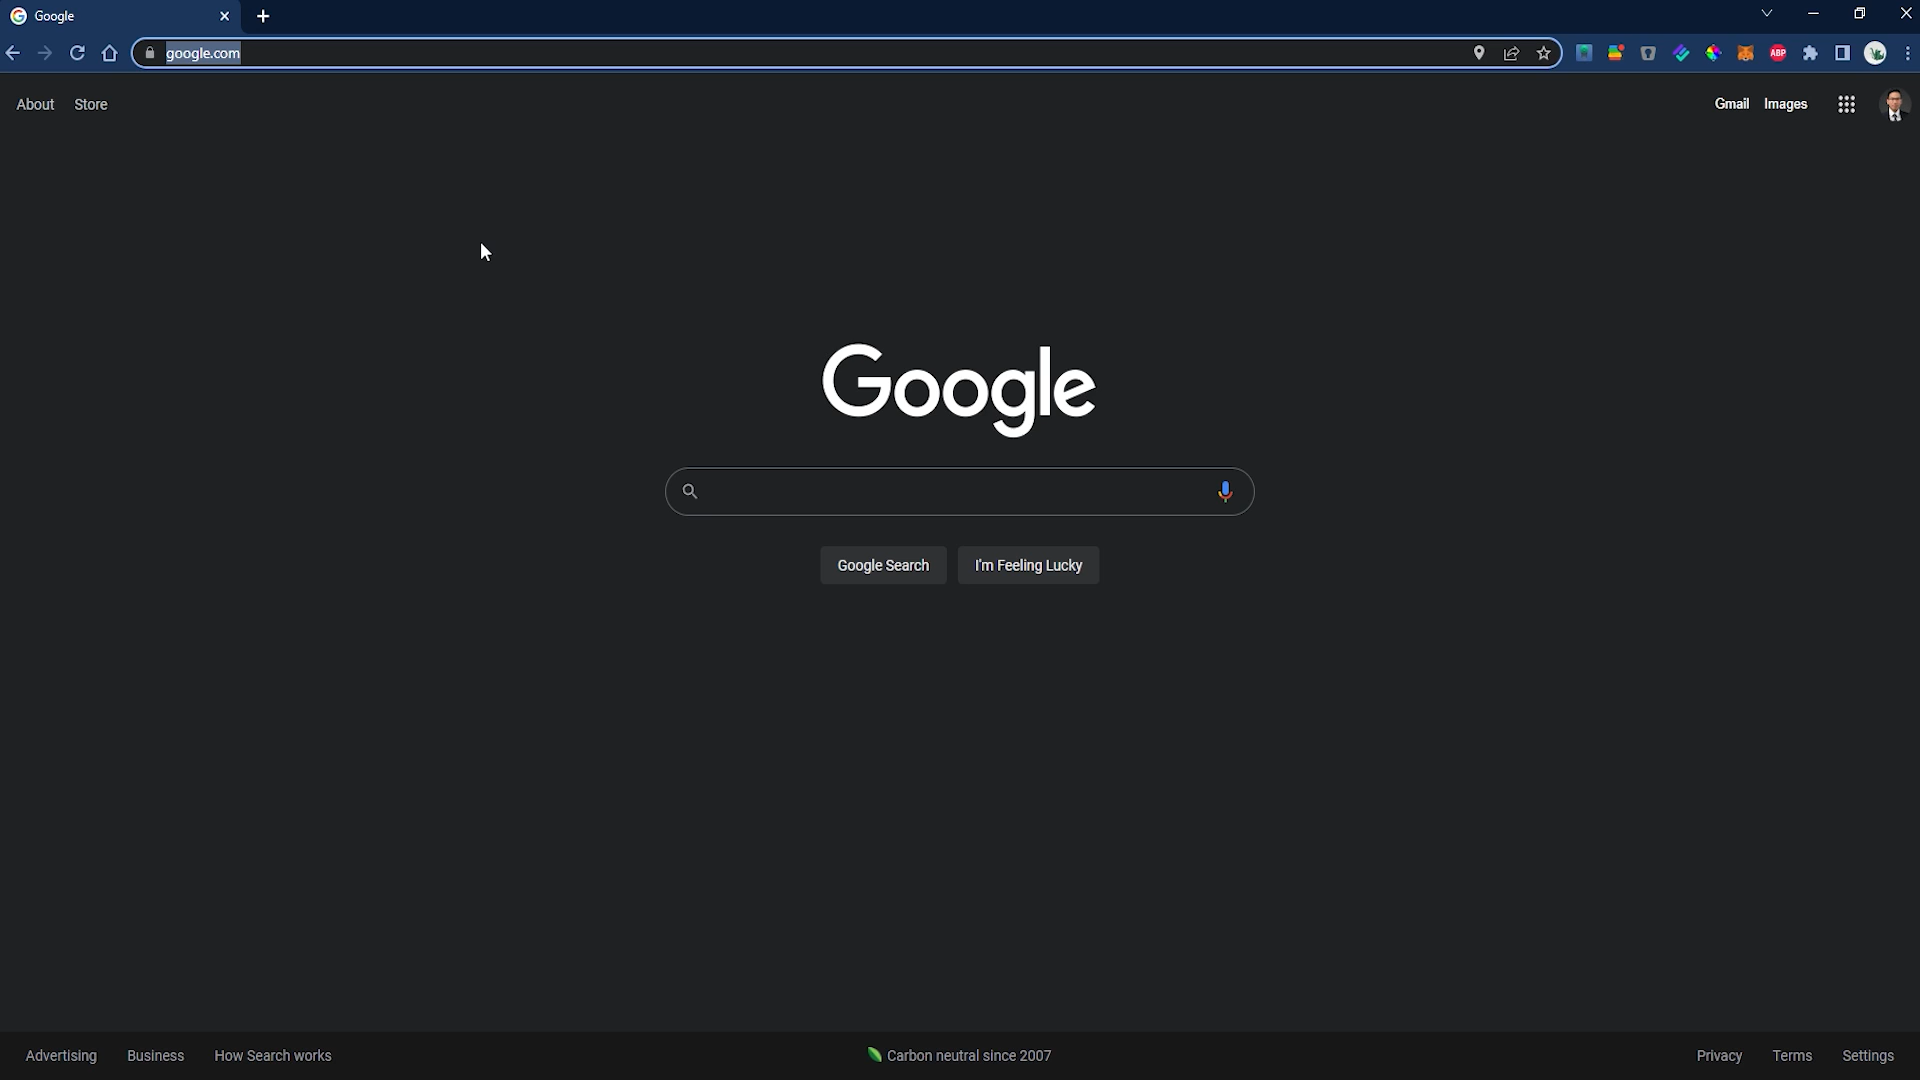 Google
google.com
ABP
About Store
Gmail Images
Google
Google Search I'm Feeling Lucky
Advertising Business How Search works
Carbon neutral since 2007
Privacy Terms Settings